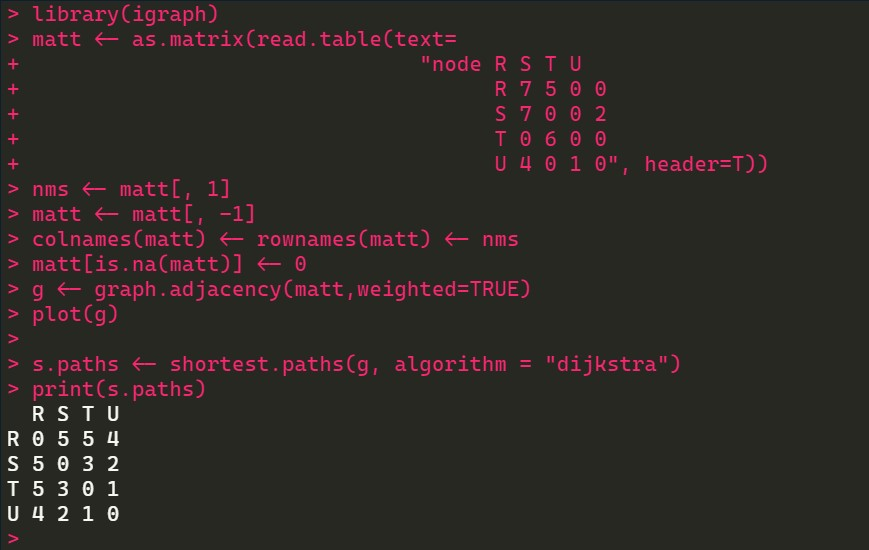 > library(igraph)
> matt <- as.matrix(read.table(text=
+                                 "node R S T U
+                                       R 7 5 0 0
+                                       S 7 0 0 2
+                                       T 0 6 0 0
+                                       U 4 0 1 0", header=T))
> nms <- matt[, 1]
> matt <- matt[, -1]
> colnames(matt) <- rownames(matt) <- nms
> matt[is.na(matt)] <- 0
> g <- graph.adjacency(matt,weighted=TRUE)
> plot(g)
>
> s.paths <- shortest.paths(g, algorithm = "dijkstra")
> print(s.paths)
  R S T U
R 0 5 5 4
S 5 0 3 2
T 5 3 0 1
U 4 2 1 0
>